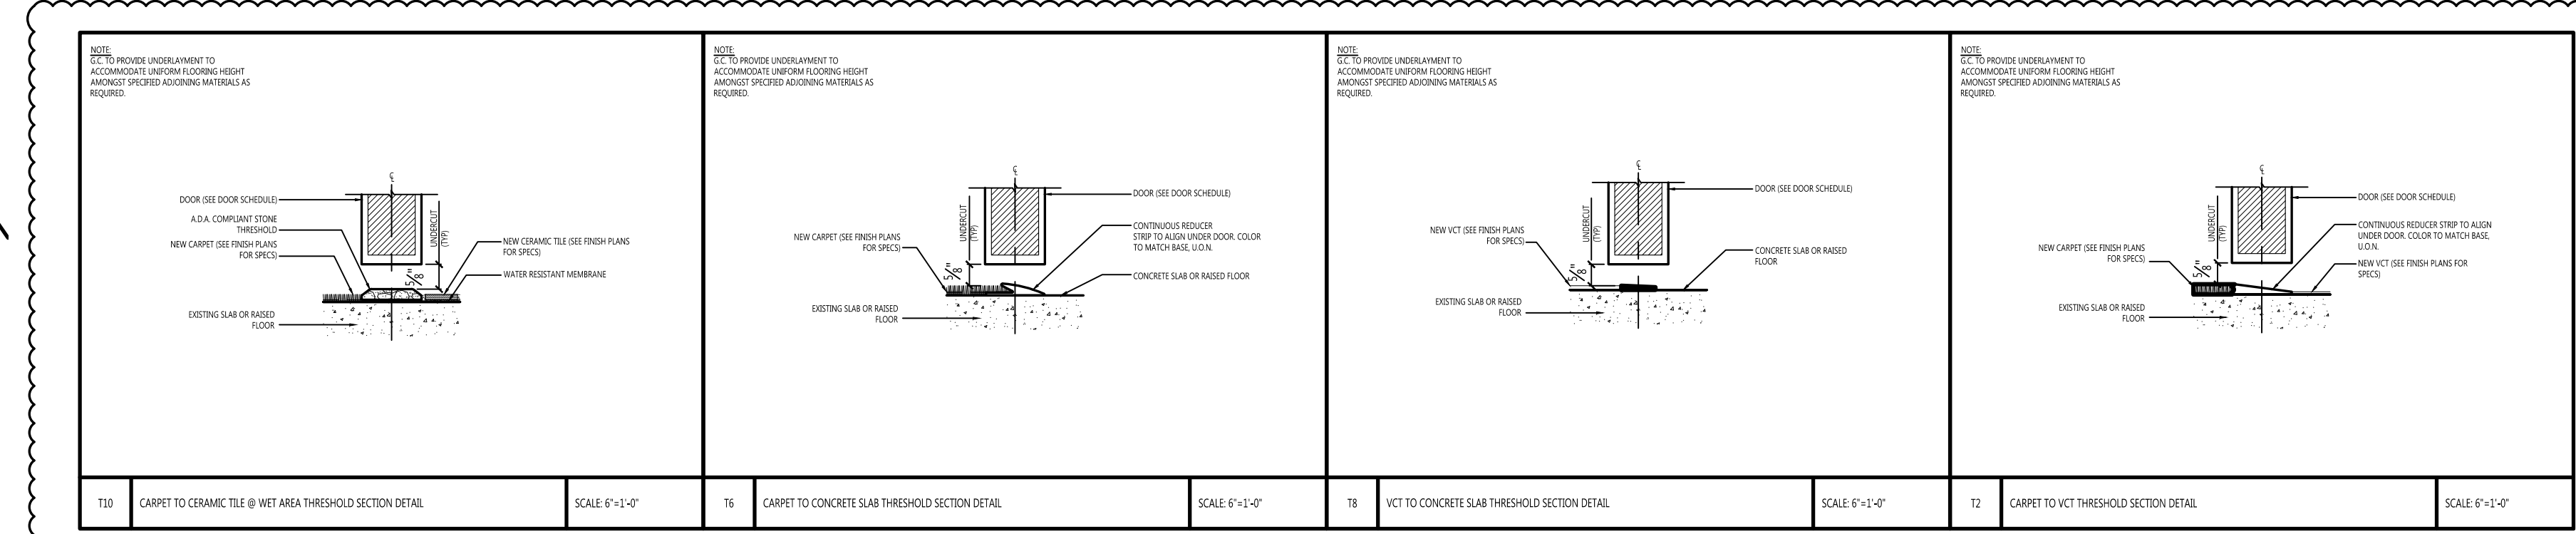 NOTE:
G.C. TO PROVIDE UNDERLAYMENT TO
ACCOMMODATE UNIFORM FLOORING HEIGHT
AMONGST SPECIFIED ADJOINING MATERIALS AS
REQUIRED.
℄
DOOR (SEE DOOR SCHEDULE)
A.D.A. COMPLIANT STONE
THRESHOLD
NEW CARPET (SEE FINISH PLANS
FOR SPECS)
EXISTING SLAB OR RAISED
FLOOR
UNDERCUT
(TYP)
5/8"
NEW CERAMIC TILE (SEE FINISH PLANS
FOR SPECS)
WATER RESISTANT MEMBRANE
T10
CARPET TO CERAMIC TILE @ WET AREA THRESHOLD SECTION DETAIL
SCALE: 6"=1'-0"
NOTE:
G.C. TO PROVIDE UNDERLAYMENT TO
ACCOMMODATE UNIFORM FLOORING HEIGHT
AMONGST SPECIFIED ADJOINING MATERIALS AS
REQUIRED.
℄
NEW CARPET (SEE FINISH PLANS
FOR SPECS)
EXISTING SLAB OR RAISED
FLOOR
UNDERCUT
(TYP)
5/8"
DOOR (SEE DOOR SCHEDULE)
CONTINUOUS REDUCER
STRIP TO ALIGN UNDER DOOR. COLOR
TO MATCH BASE, U.O.N.
CONCRETE SLAB OR RAISED FLOOR
T6
CARPET TO CONCRETE SLAB THRESHOLD SECTION DETAIL
SCALE: 6"=1'-0"
NOTE:
G.C. TO PROVIDE UNDERLAYMENT TO
ACCOMMODATE UNIFORM FLOORING HEIGHT
AMONGST SPECIFIED ADJOINING MATERIALS AS
REQUIRED.
℄
NEW VCT (SEE FINISH PLANS
FOR SPECS)
EXISTING SLAB OR RAISED
FLOOR
UNDERCUT
(TYP)
5/8"
DOOR (SEE DOOR SCHEDULE)
CONCRETE SLAB OR RAISED
FLOOR
T8
VCT TO CONCRETE SLAB THRESHOLD SECTION DETAIL
SCALE: 6"=1'-0"
NOTE:
G.C. TO PROVIDE UNDERLAYMENT TO
ACCOMMODATE UNIFORM FLOORING HEIGHT
AMONGST SPECIFIED ADJOINING MATERIALS AS
REQUIRED.
℄
NEW CARPET (SEE FINISH PLANS
FOR SPECS)
EXISTING SLAB OR RAISED
FLOOR
UNDERCUT
(TYP)
5/8"
DOOR (SEE DOOR SCHEDULE)
CONTINUOUS REDUCER STRIP TO ALIGN
UNDER DOOR. COLOR TO MATCH BASE,
U.O.N.
NEW VCT (SEE FINISH PLANS FOR
SPECS)
T2
CARPET TO VCT THRESHOLD SECTION DETAIL
SCALE: 6"=1'-0"